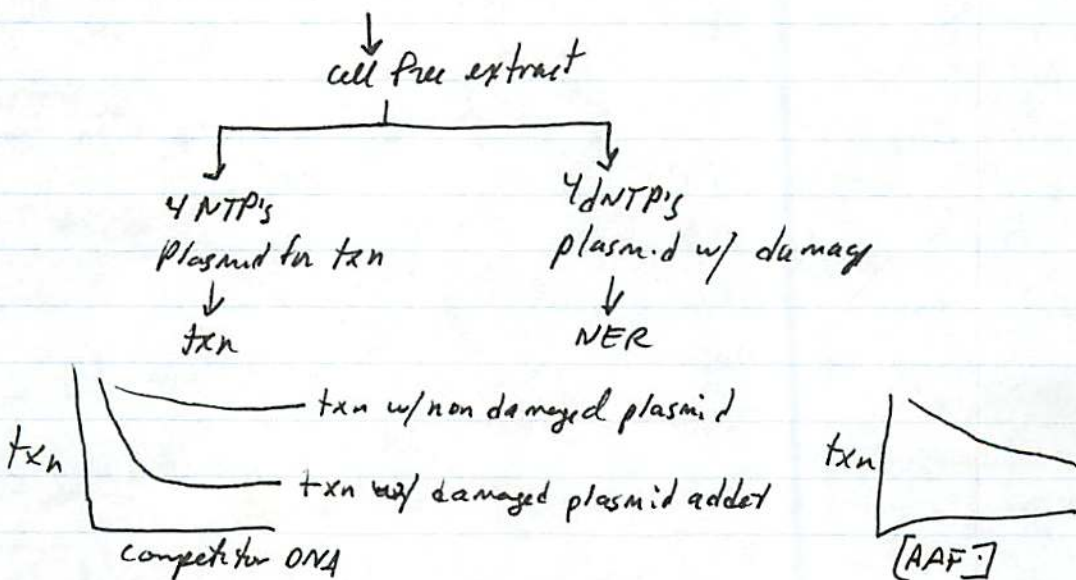 cell free extract
4 NTP's
Plasmid for txn
txn
4 dNTP's
plasmid w/ damage
NER
txn
txn w/ non damaged plasmid
txn w/ damaged plasmid added
competitor DNA
txn
[AAF]